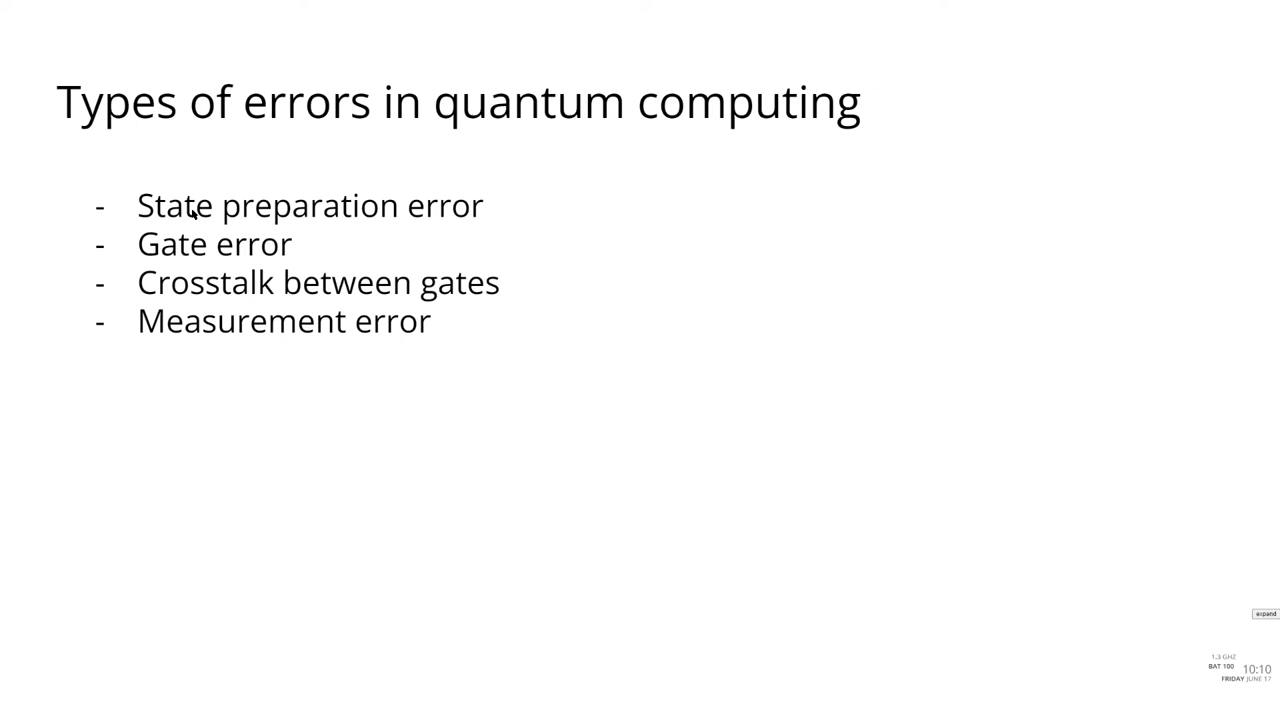 Types of errors in quantum computing
- State preparation error
- Gate error
- Crosstalk between gates
- Measurement error
expand
1.3 GHZ
BAT 100 10:10
FRIDAY JUNE 17